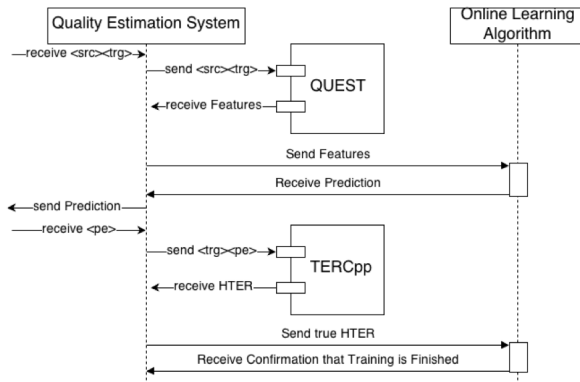 Quality Estimation System
Online Learning
Algorithm
receive <src><trg>
send <src><trg>
QUEST
receive Features
Send Features
Receive Prediction
send Prediction
receive <pe>
send <trg><pe>
TERCpp
receive HTER
Send true HTER
Receive Confirmation that Training is Finished